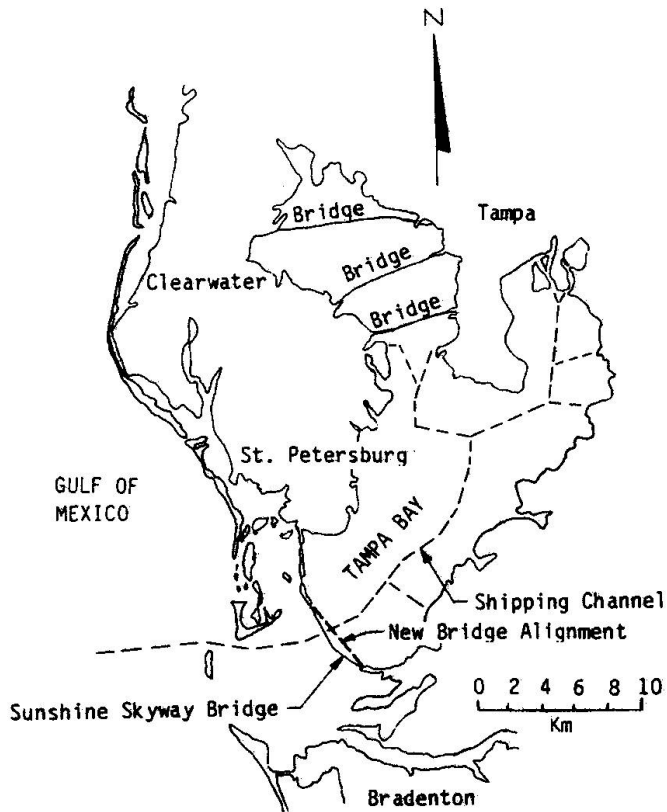 N
Bridge
Tampa
Bridge
Clearwater
Bridge
St. Petersburg
GULF OF
MEXICO
TAMPA BAY
Shipping Channel
New Bridge Alignment
Sunshine Skyway Bridge
0 2 4 6 8 10
Km
Bradenton